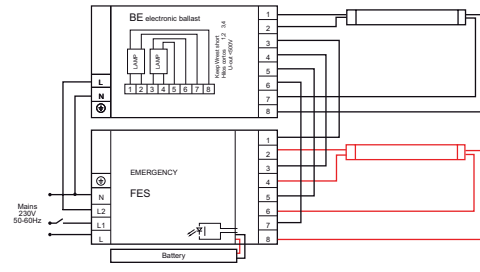 BE electronic ballast
LAMP
LAMP
1 2 3 4 5 6 7 8
Keep Wrest short 3,4
Hilos cortos 1,2
U-out <500V
L
N
1
2
3
4
5
6
7
8
EMERGENCY
FES
N
L2
L1
L
Mains
230V
50-60Hz
1
2
3
4
5
6
7
8
Battery